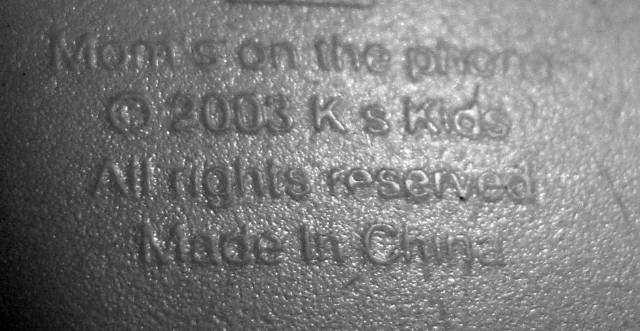 Mom's on the phone
© 2003 K's Kids
All rights reserved
Made In China